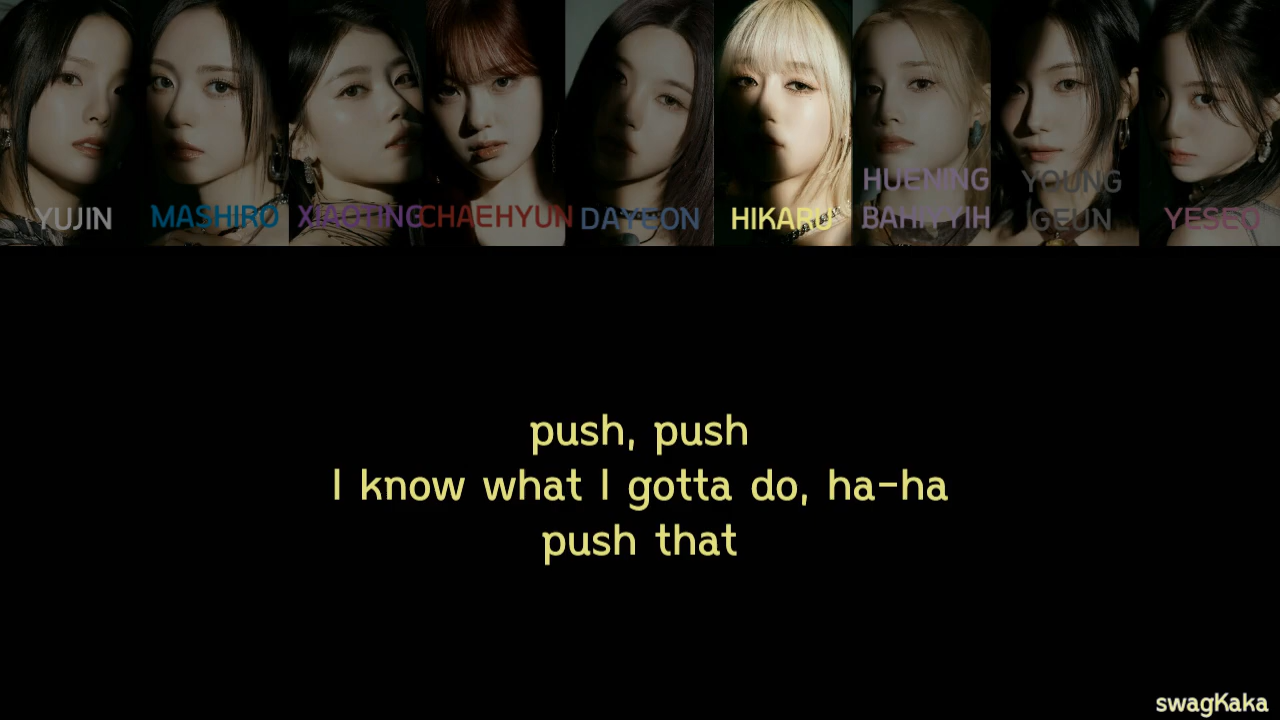 YUJIN
MASHIRO
XIAOTING
CHAEHYUN
DAYEON
HIKARU
HUENING
BAHIYYIH
YOUNG
GEUN
YESEO
push, push
I know what I gotta do, ha-ha
push that
swagKaka